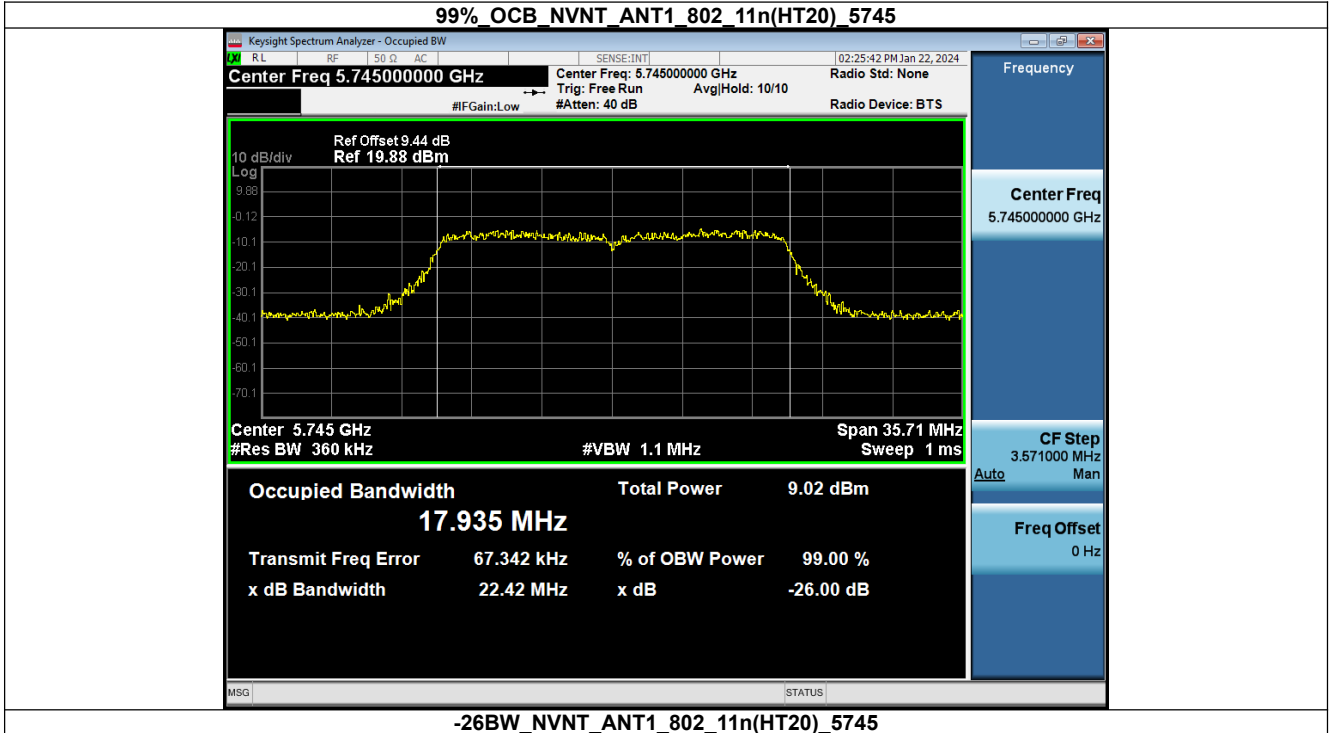 99%_OCB_NVNT_ANT1_802_11n(HT20)_5745
Keysight Spectrum Analyzer - Occupied BW
LXI RL RF 50 Ω AC SENSE:INT 02:25:42 PM Jan 22, 2024
Center Freq 5.745000000 GHz Center Freq: 5.745000000 GHz Radio Std: None
Trig: Free Run Avg|Hold: 10/10
#IFGain:Low #Atten: 40 dB Radio Device: BTS
Frequency
Ref Offset 9.44 dB
10 dB/div Ref 19.88 dBm
Log
9.88
-0.12
-10.1
-20.1
-30.1
-40.1
-50.1
-60.1
-70.1
Center 5.745 GHz Span 35.71 MHz
#Res BW 360 kHz #VBW 1.1 MHz Sweep 1 ms
Center Freq
5.745000000 GHz
CF Step
3.571000 MHz
Auto Man
Freq Offset
0 Hz
Occupied Bandwidth Total Power 9.02 dBm
17.935 MHz
Transmit Freq Error 67.342 kHz % of OBW Power 99.00 %
x dB Bandwidth 22.42 MHz x dB -26.00 dB
MSG STATUS
-26BW_NVNT_ANT1_802_11n(HT20)_5745